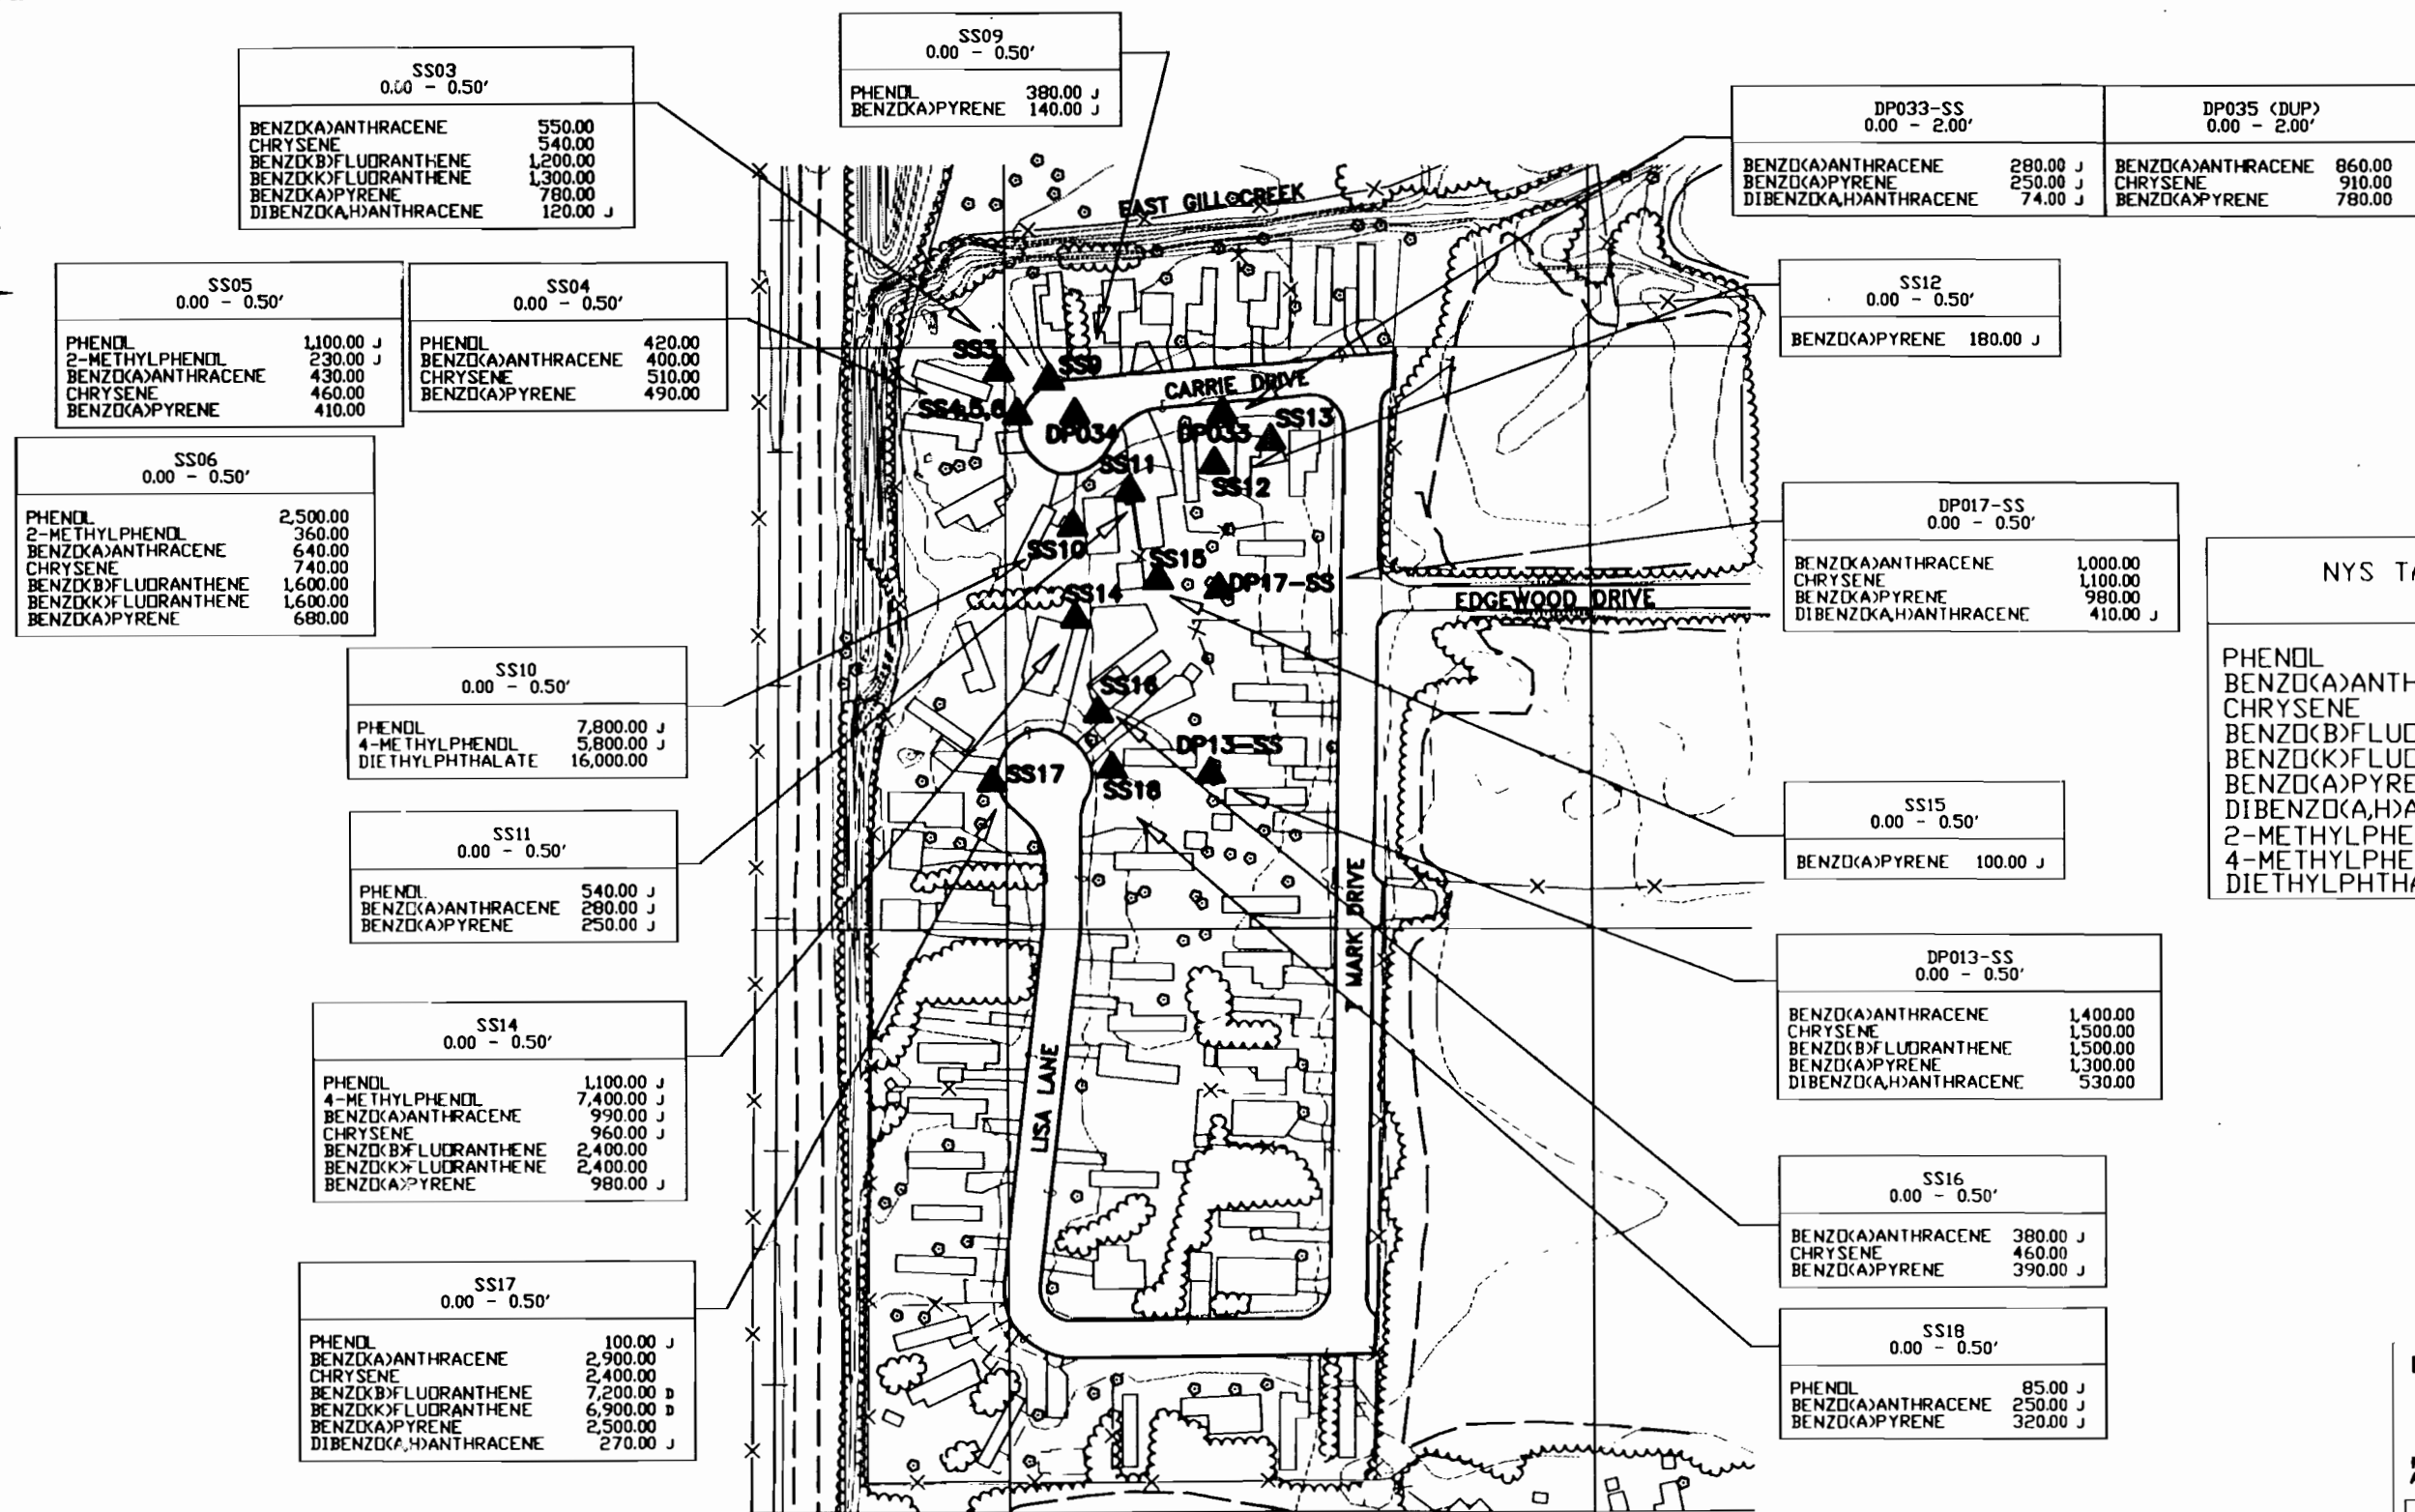 SS09
0.00 - 0.50'
PHENOL 380.00 J
BENZO(A)PYRENE 140.00 J
SS03
0.00 - 0.50'
BENZO(A)ANTHRACENE 550.00
CHRYSENE 540.00
BENZO(B)FLUORANTHENE 1,200.00
BENZO(K)FLUORANTHENE 1,300.00
BENZO(A)PYRENE 780.00
DIBENZO(A,H)ANTHRACENE 120.00 J
DP033-SS
0.00 - 2.00'
BENZO(A)ANTHRACENE 280.00 J
BENZO(A)PYRENE 250.00 J
DIBENZO(A,H)ANTHRACENE 74.00 J
DP035 (DUP)
0.00 - 2.00'
BENZO(A)ANTHRACENE 860.00
CHRYSENE 910.00
BENZO(A)PYRENE 780.00
SS05
0.00 - 0.50'
PHENOL 1,100.00 J
2-METHYLPHENOL 230.00 J
BENZO(A)ANTHRACENE 430.00
CHRYSENE 460.00
BENZO(A)PYRENE 410.00
SS04
0.00 - 0.50'
PHENOL 420.00
BENZO(A)ANTHRACENE 400.00
CHRYSENE 510.00
BENZO(A)PYRENE 490.00
SS12
0.00 - 0.50'
BENZO(A)PYRENE 180.00 J
SS06
0.00 - 0.50'
PHENOL 2,500.00
2-METHYLPHENOL 360.00
BENZO(A)ANTHRACENE 640.00
CHRYSENE 740.00
BENZO(B)FLUORANTHENE 1,600.00
BENZO(K)FLUORANTHENE 1,600.00
BENZO(A)PYRENE 680.00
DP017-SS
0.00 - 0.50'
BENZO(A)ANTHRACENE 1,000.00
CHRYSENE 1,100.00
BENZO(A)PYRENE 980.00
DIBENZO(A,H)ANTHRACENE 410.00 J
SS10
0.00 - 0.50'
PHENOL 7,800.00 J
4-METHYLPHENOL 5,800.00 J
DIETHYLPHTHALATE 16,000.00
SS11
0.00 - 0.50'
PHENOL 540.00 J
BENZO(A)ANTHRACENE 280.00 J
BENZO(A)PYRENE 250.00 J
SS15
0.00 - 0.50'
BENZO(A)PYRENE 100.00 J
SS14
0.00 - 0.50'
PHENOL 1,100.00 J
4-METHYLPHENOL 7,400.00 J
BENZO(A)ANTHRACENE 990.00 J
CHRYSENE 960.00 J
BENZO(B)FLUORANTHENE 2,400.00
BENZO(K)FLUORANTHENE 2,400.00
BENZO(A)PYRENE 980.00 J
DP013-SS
0.00 - 0.50'
BENZO(A)ANTHRACENE 1,400.00
CHRYSENE 1,500.00
BENZO(B)FLUORANTHENE 1,500.00
BENZO(A)PYRENE 1,300.00
DIBENZO(A,H)ANTHRACENE 530.00
SS16
0.00 - 0.50'
BENZO(A)ANTHRACENE 380.00 J
CHRYSENE 460.00
BENZO(A)PYRENE 390.00 J
SS17
0.00 - 0.50'
PHENOL 100.00 J
BENZO(A)ANTHRACENE 2,900.00
CHRYSENE 2,400.00
BENZO(B)FLUORANTHENE 7,200.00 D
BENZO(K)FLUORANTHENE 6,900.00 D
BENZO(A)PYRENE 2,500.00
DIBENZO(A,H)ANTHRACENE 270.00 J
SS18
0.00 - 0.50'
PHENOL 85.00 J
BENZO(A)ANTHRACENE 250.00 J
BENZO(A)PYRENE 320.00 J
NYS TA
PHENOL
BENZO(A)ANTH
CHRYSENE
BENZO(B)FLUO
BENZO(K)FLUO
BENZO(A)PYRE
DIBENZO(A,H)A
2-METHYLPHE
4-METHYLPHE
DIETHYLPHTHA
EAST GILL CREEK
CARRIE DRIVE
EDGEWOOD DRIVE
MARK DRIVE
LISA LANE
SS3
SS9
SS4,5,6
DP034
DP033
SS13
SS11
SS12
SS10
SS15
DP17-SS
SS14
SS16
DP13-SS
SS17
SS18